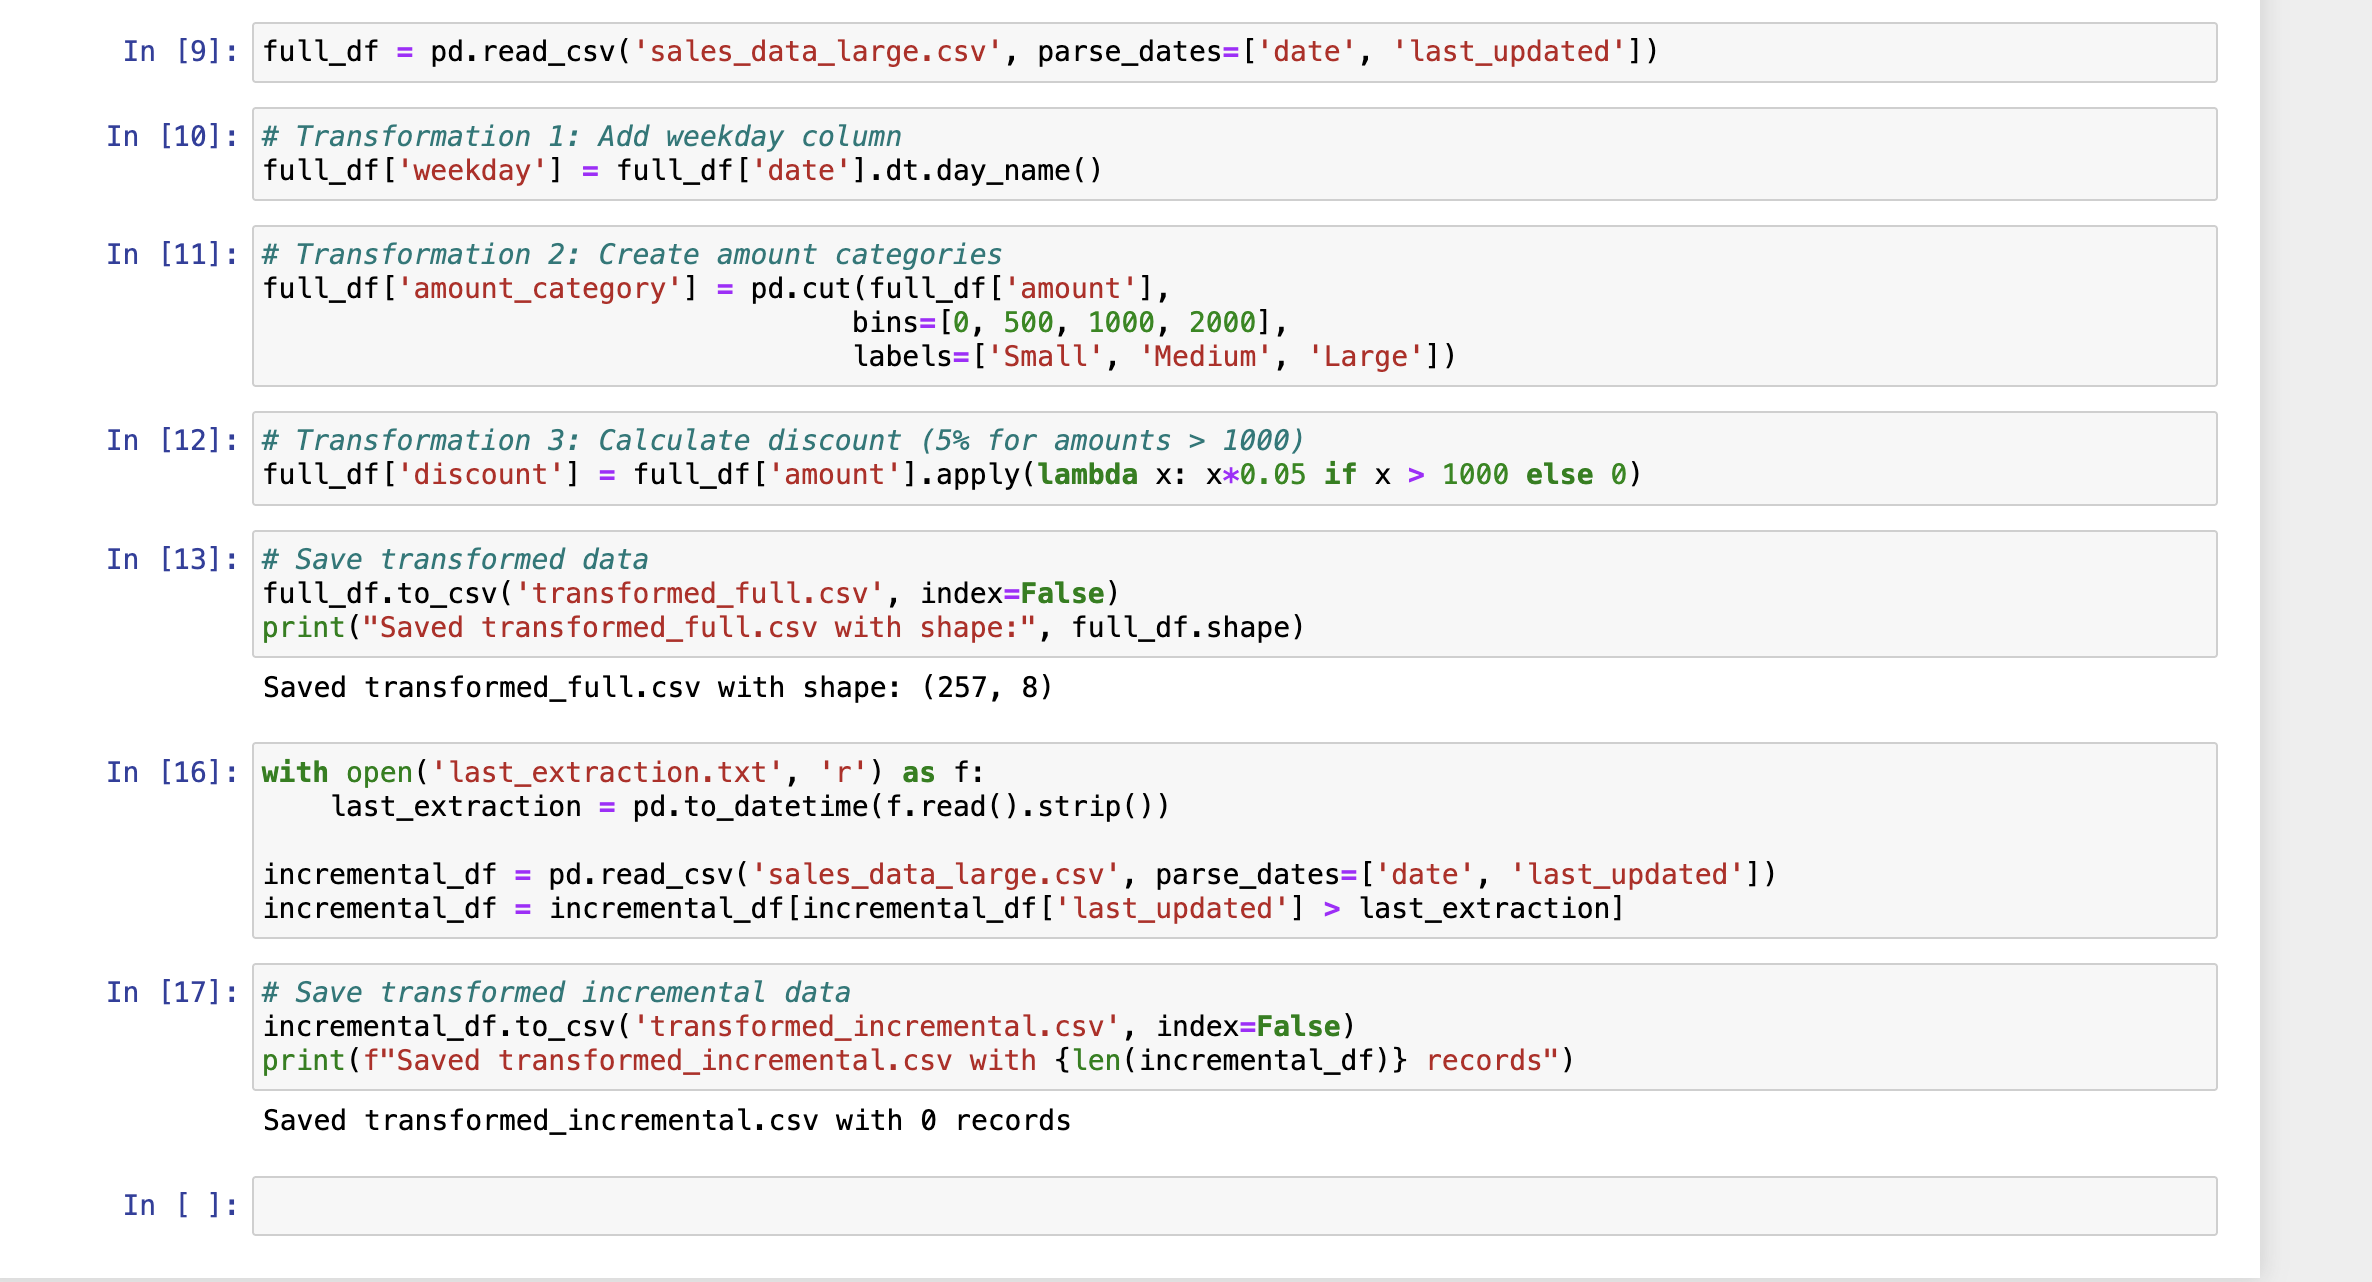 In [9]: full_df = pd.read_csv('sales_data_large.csv', parse_dates=['date', 'last_updated'])
In [10]: # Transformation 1: Add weekday column
full_df['weekday'] = full_df['date'].dt.day_name()
In [11]: # Transformation 2: Create amount categories
full_df['amount_category'] = pd.cut(full_df['amount'],
bins=[0, 500, 1000, 2000],
labels=['Small', 'Medium', 'Large'])
In [12]: # Transformation 3: Calculate discount (5% for amounts > 1000)
full_df['discount'] = full_df['amount'].apply(lambda x: x*0.05 if x > 1000 else 0)
In [13]: # Save transformed data
full_df.to_csv('transformed_full.csv', index=False)
print("Saved transformed_full.csv with shape:", full_df.shape)
Saved transformed_full.csv with shape: (257, 8)
In [16]: with open('last_extraction.txt', 'r') as f:
    last_extraction = pd.to_datetime(f.read().strip())
incremental_df = pd.read_csv('sales_data_large.csv', parse_dates=['date', 'last_updated'])
incremental_df = incremental_df[incremental_df['last_updated'] > last_extraction]
In [17]: # Save transformed incremental data
incremental_df.to_csv('transformed_incremental.csv', index=False)
print(f"Saved transformed_incremental.csv with {len(incremental_df)} records")
Saved transformed_incremental.csv with 0 records
In [ ]: